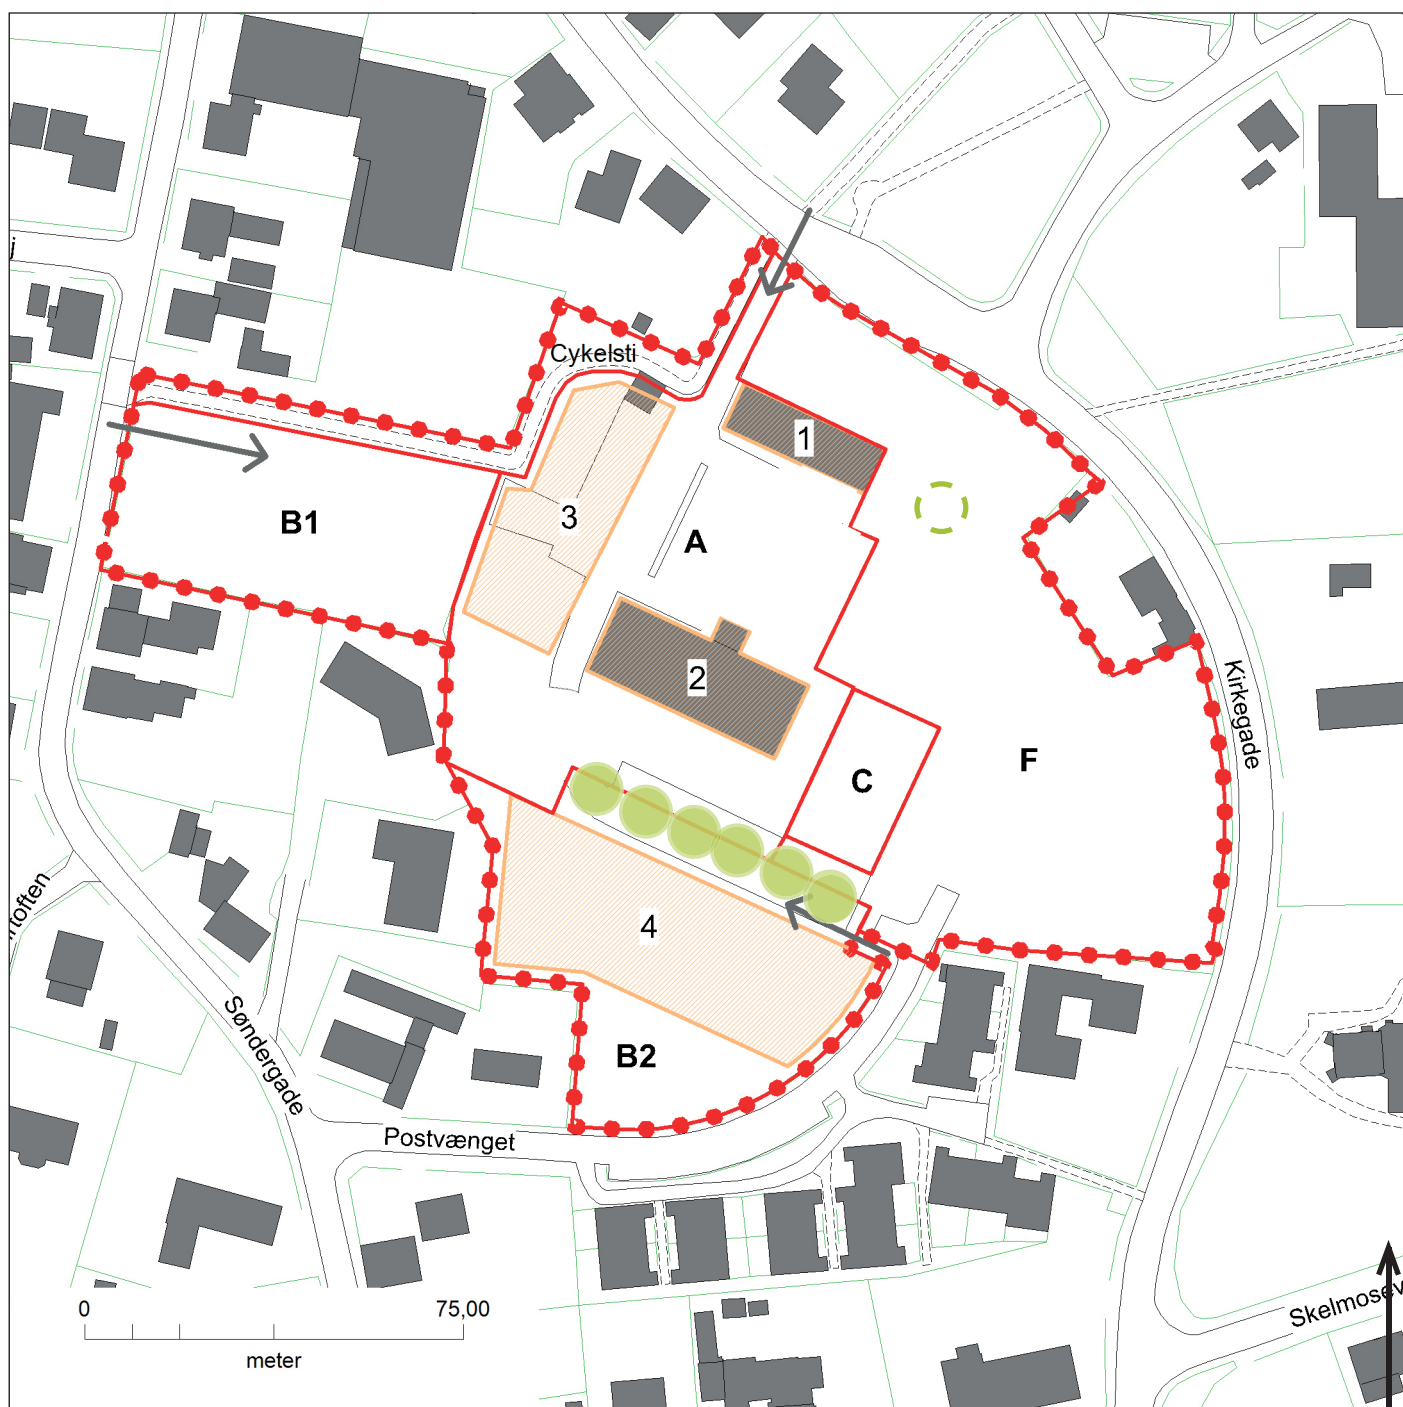 Cykelsti
1
B1
3
A
2
Kirkegade
F
C
4
Søndergade
B2
Postvænget
0
75,00
meter